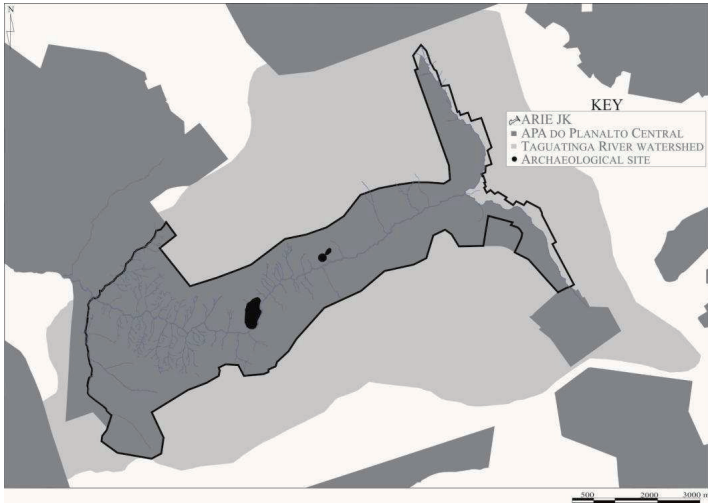 N
KEY
ARIE JK
APA DO PLANALTO CENTRAL
TAGUATINGA RIVER WATERSHED
ARCHAEOLOGICAL SITE
500 2000 3000 m